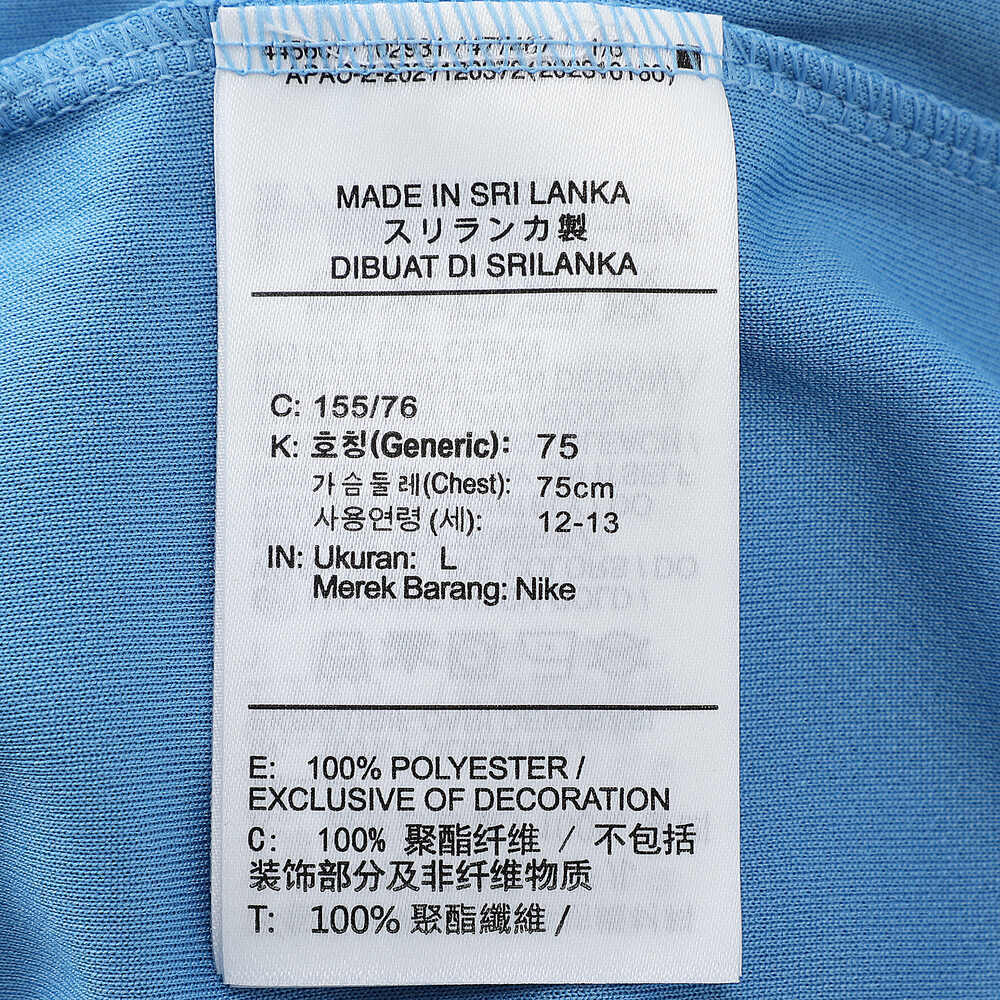 MADE IN SRI LANKA
スリランカ製
DIBUAT DI SRILANKA
C: 155/76
K: 호칭(Generic): 75
가슴둘레(Chest): 75cm
사용연령(세): 12-13
IN: Ukuran: L
Merek Barang: Nike
E: 100% POLYESTER /
EXCLUSIVE OF DECORATION
C: 100% 聚酯纤维 / 不包括
装饰部分及非纤维物质
T: 100% 聚酯纖維 /